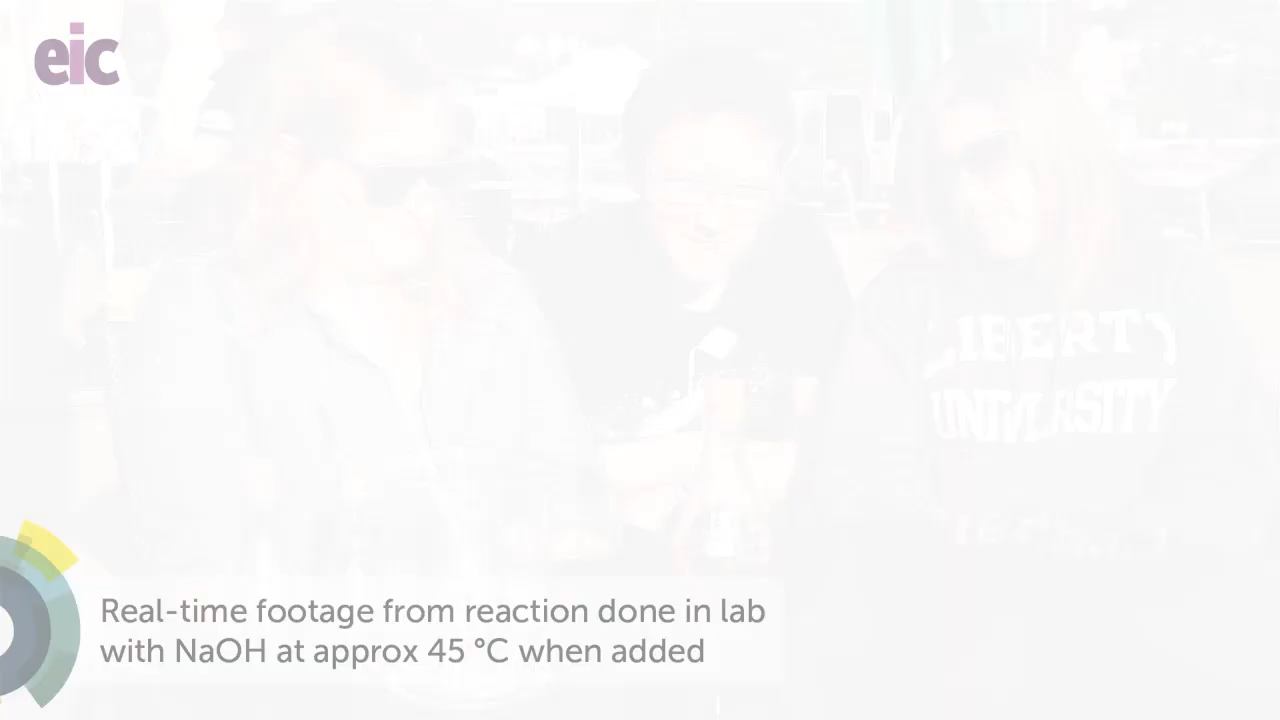 eic
LIBERTY
UNIVERSITY
Real-time footage from reaction done in lab
with NaOH at approx 45 °C when added